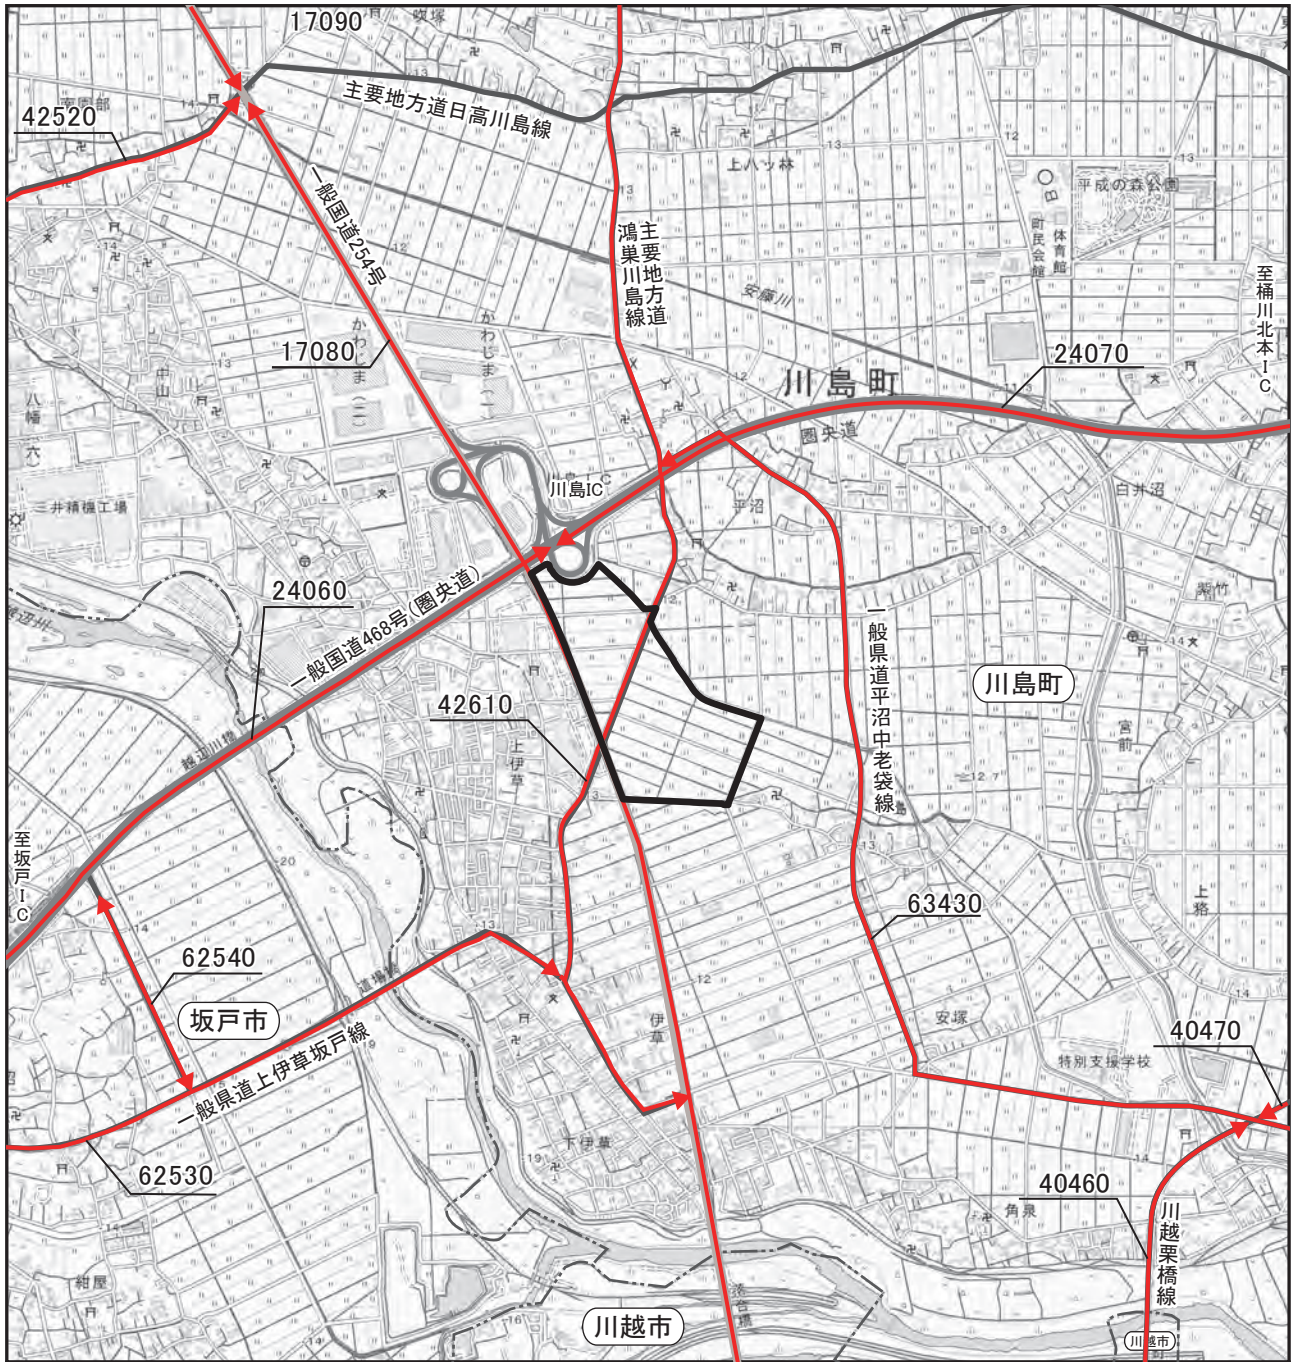 17090
吹塚
主要地方道日高川島線
42520
上八ッ林
平成の森公園
一般国道254号
主要地方道
鴻巣川島線
町民会館
体育館
安藤川
至桶川北本IC
かわじま(二)
かわじま(一)
17080
中山
川島町
24070
八幡(六)
圏央道
川島IC
平沼
白井沼
三井精機工場
24060
一般国道468号(圏央道)
紫竹
一般県道平沼中老袋線
川島町
42610
上伊草
宮前
越辺川橋
至坂戸IC
63430
上狢
62540
道場橋
坂戸市
伊草
安塚
特別支援学校
40470
一般県道上伊草坂戸線
下伊草
62530
40460
角泉
川越栗橋線
紺屋
落合橋
川越市
川越市